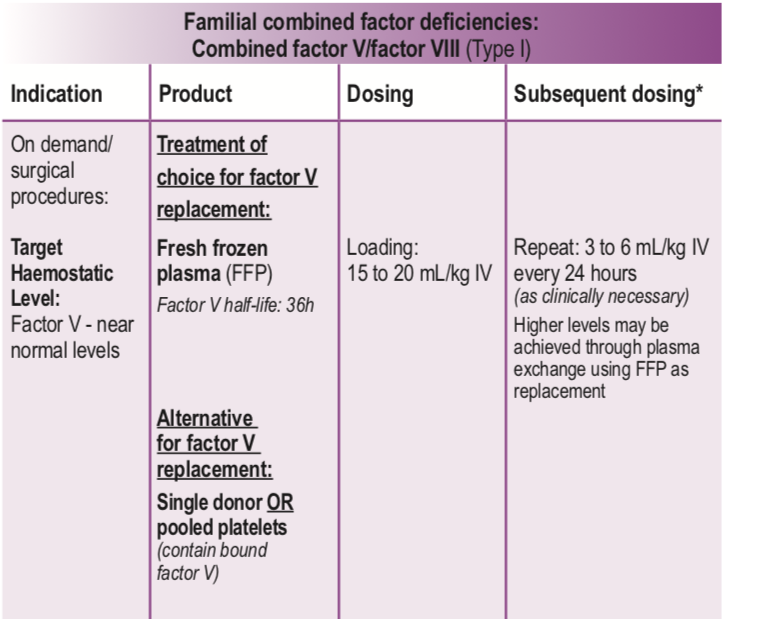 Familial combined factor deficiencies:
Combined factor V/factor VIII (Type I)
Indication
Product
Dosing
Subsequent dosing*
On demand/
surgical
procedures:
Target
Haemostatic
Level:
Factor V - near
normal levels
Treatment of
choice for factor V
replacement:
Fresh frozen
plasma (FFP)
Factor V half-life: 36h
Alternative
for factor V
replacement:
Single donor OR
pooled platelets
(contain bound
factor V)
Loading:
15 to 20 mL/kg IV
Repeat: 3 to 6 mL/kg IV
every 24 hours
(as clinically necessary)
Higher levels may be
achieved through plasma
exchange using FFP as
replacement